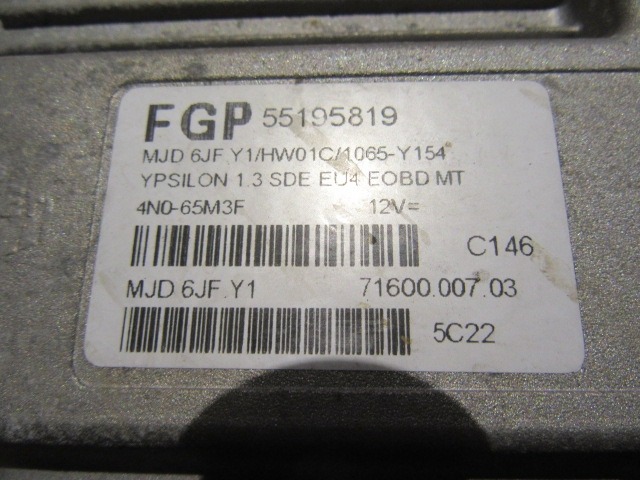 FGP 55195819
MJD 6JF.Y1/HW01C/1065-Y154
YPSILON 1.3 SDE EU4 EOBD MT
4N0-65M3F 12V=
C146
MJD 6JF.Y1 71600.007.03
5C22